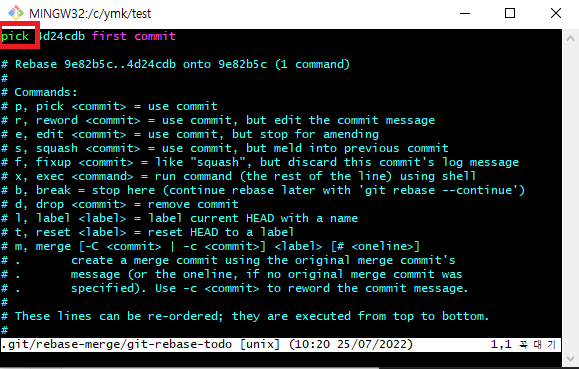 MINGW32:/c/ymk/test
pick 4d24cdb first commit
# Rebase 9e82b5c..4d24cdb onto 9e82b5c (1 command)
#
# Commands:
# p, pick <commit> = use commit
# r, reword <commit> = use commit, but edit the commit message
# e, edit <commit> = use commit, but stop for amending
# s, squash <commit> = use commit, but meld into previous commit
# f, fixup <commit> = like "squash", but discard this commit's log message
# x, exec <command> = run command (the rest of the line) using shell
# b, break = stop here (continue rebase later with 'git rebase --continue')
# d, drop <commit> = remove commit
# l, label <label> = label current HEAD with a name
# t, reset <label> = reset HEAD to a label
# m, merge [-C <commit> | -c <commit>] <label> [# <oneline>]
# .       create a merge commit using the original merge commit's
# .       message (or the oneline, if no original merge commit was
# .       specified). Use -c <commit> to reword the commit message.
#
# These lines can be re-ordered; they are executed from top to bottom.
#
.git/rebase-merge/git-rebase-todo [unix] (10:20 25/07/2022) 1,1 꼭 대 기